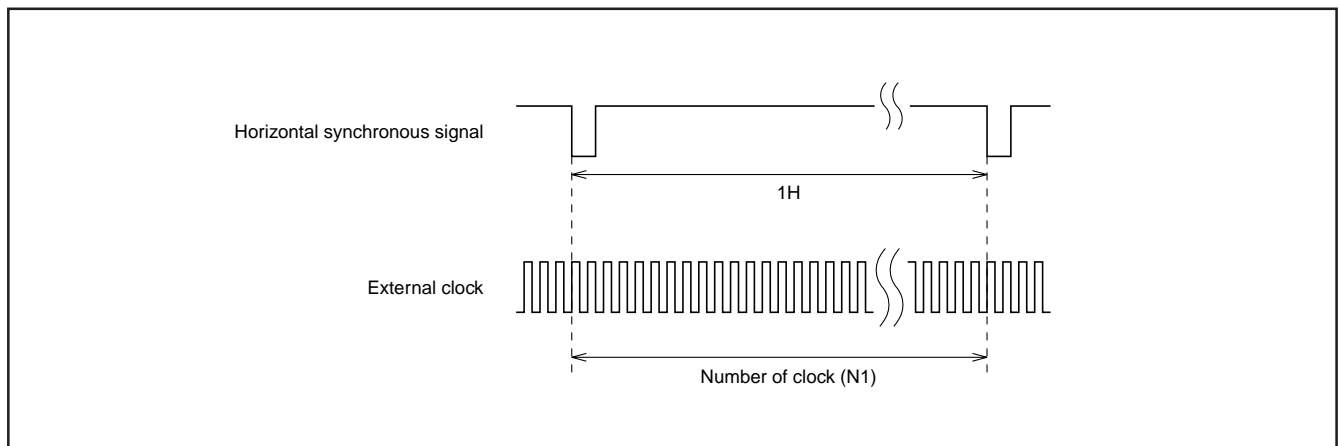 Horizontal synchronous signal
1H
External clock
Number of clock (N1)